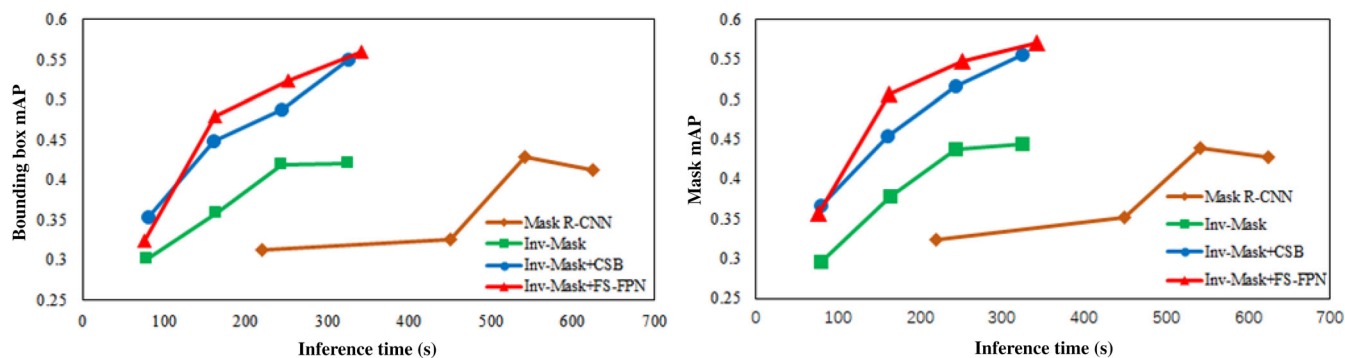 0.6
0.55
0.5
0.45
0.4
0.35
0.3
0.25
Bounding box mAP
Mask R-CNN
Inv-Mask
Inv-Mask+CSB
Inv-Mask+FS-FPN
0 100 200 300 400 500 600 700
Inference time (s)
0.6
0.55
0.5
0.45
0.4
0.35
0.3
0.25
Mask mAP
Mask R-CNN
Inv-Mask
Inv-Mask+CSB
Inv-Mask+FS-FPN
0 100 200 300 400 500 600 700
Inference time (s)